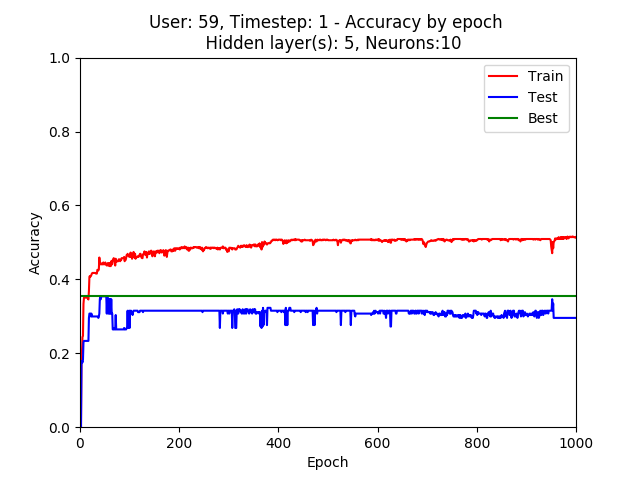 User: 59, Timestep: 1 - Accuracy by epoch
Hidden layer(s): 5, Neurons:10
1.0
0.8
0.6
0.4
0.2
0.0
Accuracy
Train
Test
Best
0
200
400
600
800
1000
Epoch